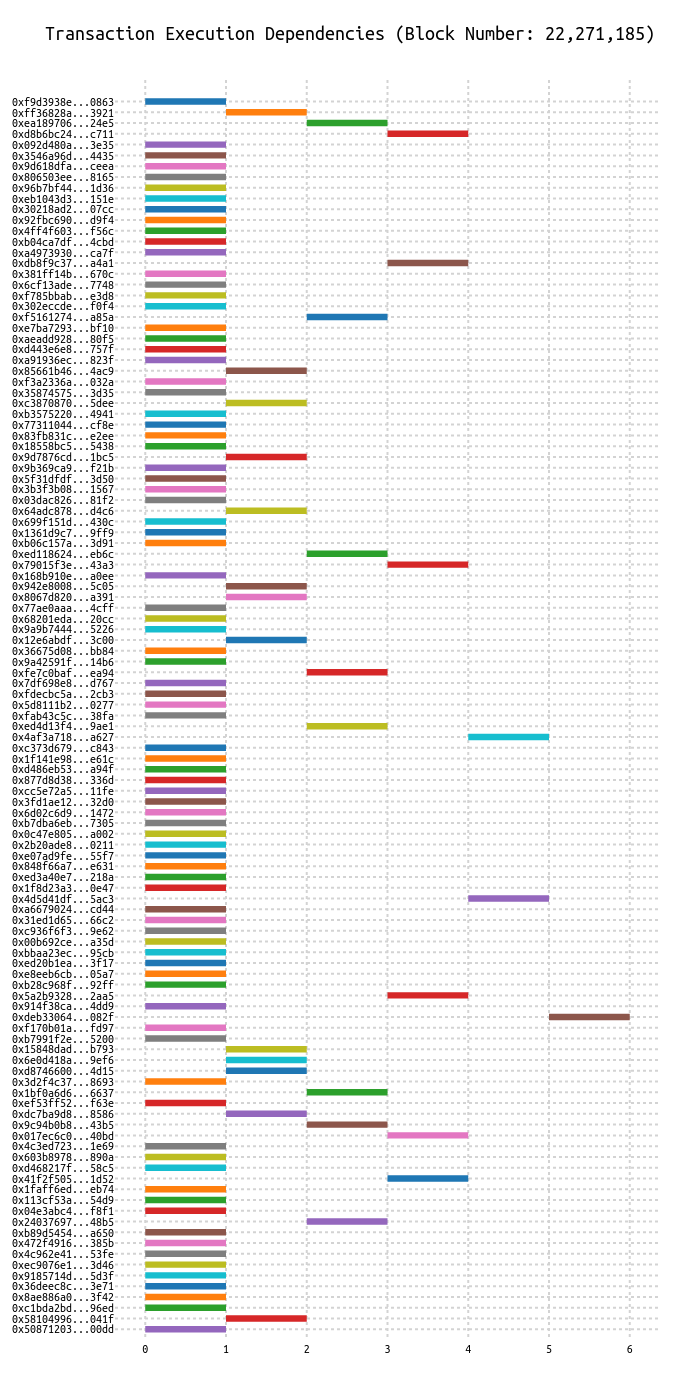 Transaction Execution Dependencies (Block Number: 22,271,185)
0xf9d3938e...0863
0xff36828a...3921
0xea189706...24e5
0xd8b6bc24...c711
0x092d480a...3e35
0x3546a96d...4435
0x9d618dfa...ceea
0x806503ee...8165
0x96b7bf44...1d36
0xeb1043d3...151e
0x30218ad2...07cc
0x92fbc690...d9f4
0x4ff4f603...f56c
0xb04ca7df...4cbd
0xa4973930...ca7f
0xdb8f9c37...a4a1
0x381ff14b...670c
0x6cf13ade...7748
0xf785bbab...e3d8
0x302eccde...f0f4
0xf5161274...a85a
0xe7ba7293...bf10
0xaeadd928...80f5
0xd443e6e8...757f
0xa91936ec...823f
0x85661b46...4ac9
0xf3a2336a...032a
0x35874575...3d35
0xc3870870...5dee
0xb3575220...4941
0x77311044...cf8e
0x83fb831c...e2ee
0x18558bc5...5438
0x9d7876cd...1bc5
0x9b369ca9...f21b
0x5f31dfdf...3d50
0x3b3f3b08...1567
0x03dac826...81f2
0x64adc878...d4c6
0x699f151d...430c
0x1361d9c7...9ff9
0xb06c157a...3d91
0xed118624...eb6c
0x79015f3e...43a3
0x168b910e...a0ee
0x942e8008...5c05
0x8067d820...a391
0x77ae0aaa...4cff
0x68201eda...20cc
0x9a9b7444...5226
0x12e6abdf...3c00
0x36675d08...bb84
0x9a42591f...14b6
0xfe7c0baf...ea94
0x7df698e8...d767
0xfdecbc5a...2cb3
0x5d8111b2...0277
0xfab43c5c...38fa
0xed4d13f4...9ae1
0x4af3a718...a627
0xc373d679...c843
0x1f141e98...e61c
0xd486eb53...a94f
0x877d8d38...336d
0xcc5e72a5...11fe
0x3fd1ae12...32d0
0x6d02c6d9...1472
0xb7dba6eb...7305
0x0c47e805...a002
0x2b20ade8...0211
0xe07ad9fe...55f7
0x848f66a7...e631
0xed3a40e7...218a
0x1f8d23a3...0e47
0x4d5d41df...5ac3
0xa6679024...cd44
0x31ed1d65...66c2
0xc936f6f3...9e62
0x00b692ce...a35d
0xbbaa23ec...95cb
0xed20b1ea...3f17
0xe8eeb6cb...05a7
0xb28c968f...92ff
0x5a2b9328...2aa5
0x914f38ca...4dd9
0xdeb33064...082f
0xf170b01a...fd97
0xb7991f2e...5200
0x15848dad...b793
0x6e0d418a...9ef6
0xd8746600...4d15
0x3d2f4c37...8693
0x1bf0a6d6...6637
0xef53ff52...f63e
0xdc7ba9d8...8586
0x9c94b0b8...43b5
0x017ec6c0...40bd
0x4c3ed723...1e69
0x603b8978...890a
0xd468217f...58c5
0x41f2f505...1d52
0x1faff6ed...eb74
0x113cf53a...54d9
0x04e3abc4...f8f1
0x24037697...48b5
0xb89d5454...a650
0x472f4916...385b
0x4c962e41...53fe
0xec9076e1...3d46
0x9185714d...5d3f
0x36deec8c...3e71
0x8ae886a0...3f42
0xc1bda2bd...96ed
0x58104996...041f
0x50871203...00dd
0 1 2 3 4 5 6